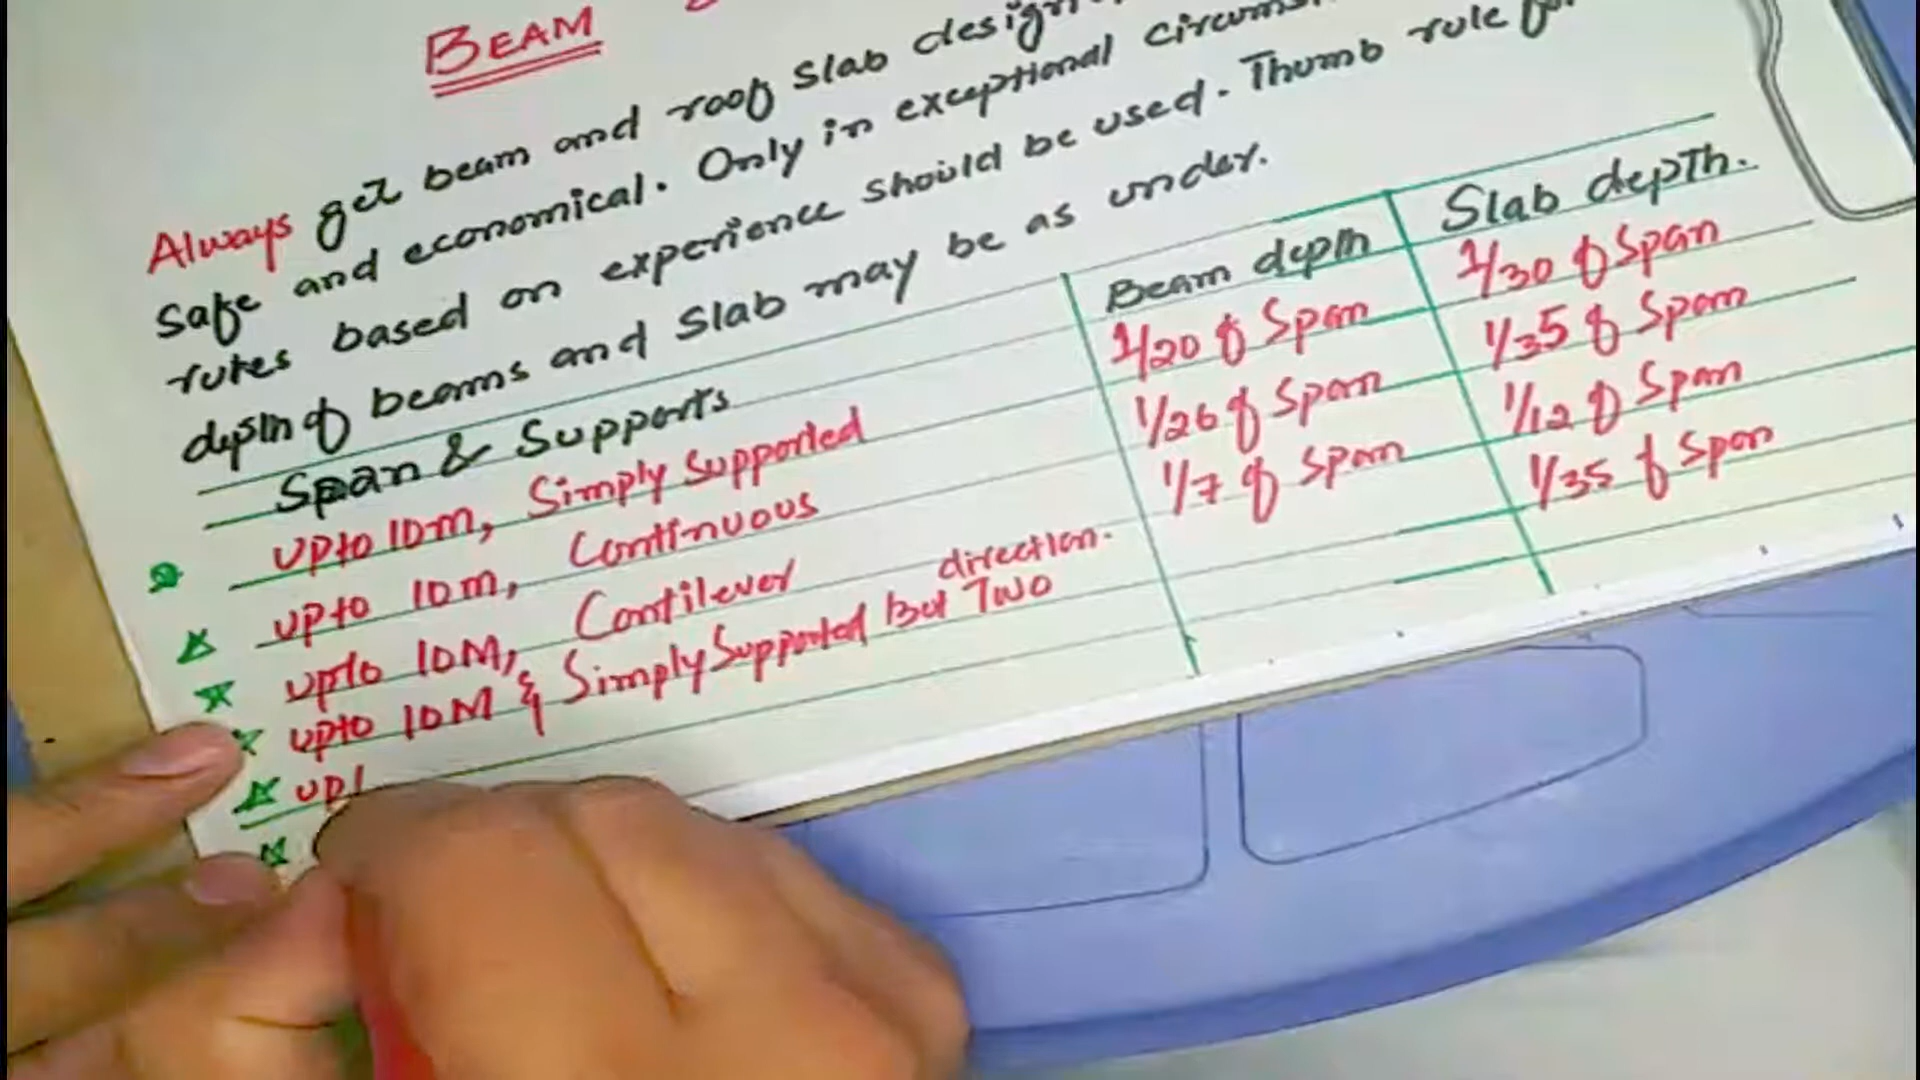 BEAM
Always get beam and roof slab design
safe and economical. Only in exceptional
rules based on experience should be used. Thumb rule for
depth of beams and slab may be as under.
Span & Supports Beam depth Slab depth.
upto 10m, Simply Supported 1/20 of Span 1/30 of Span
upto 10m, Continuous 1/26 of Span 1/35 of Span
upto 10M, Cantilever 1/7 of Span 1/12 of Span
upto 10M & Simply Supported But Two direction. 1/35 of Span
up